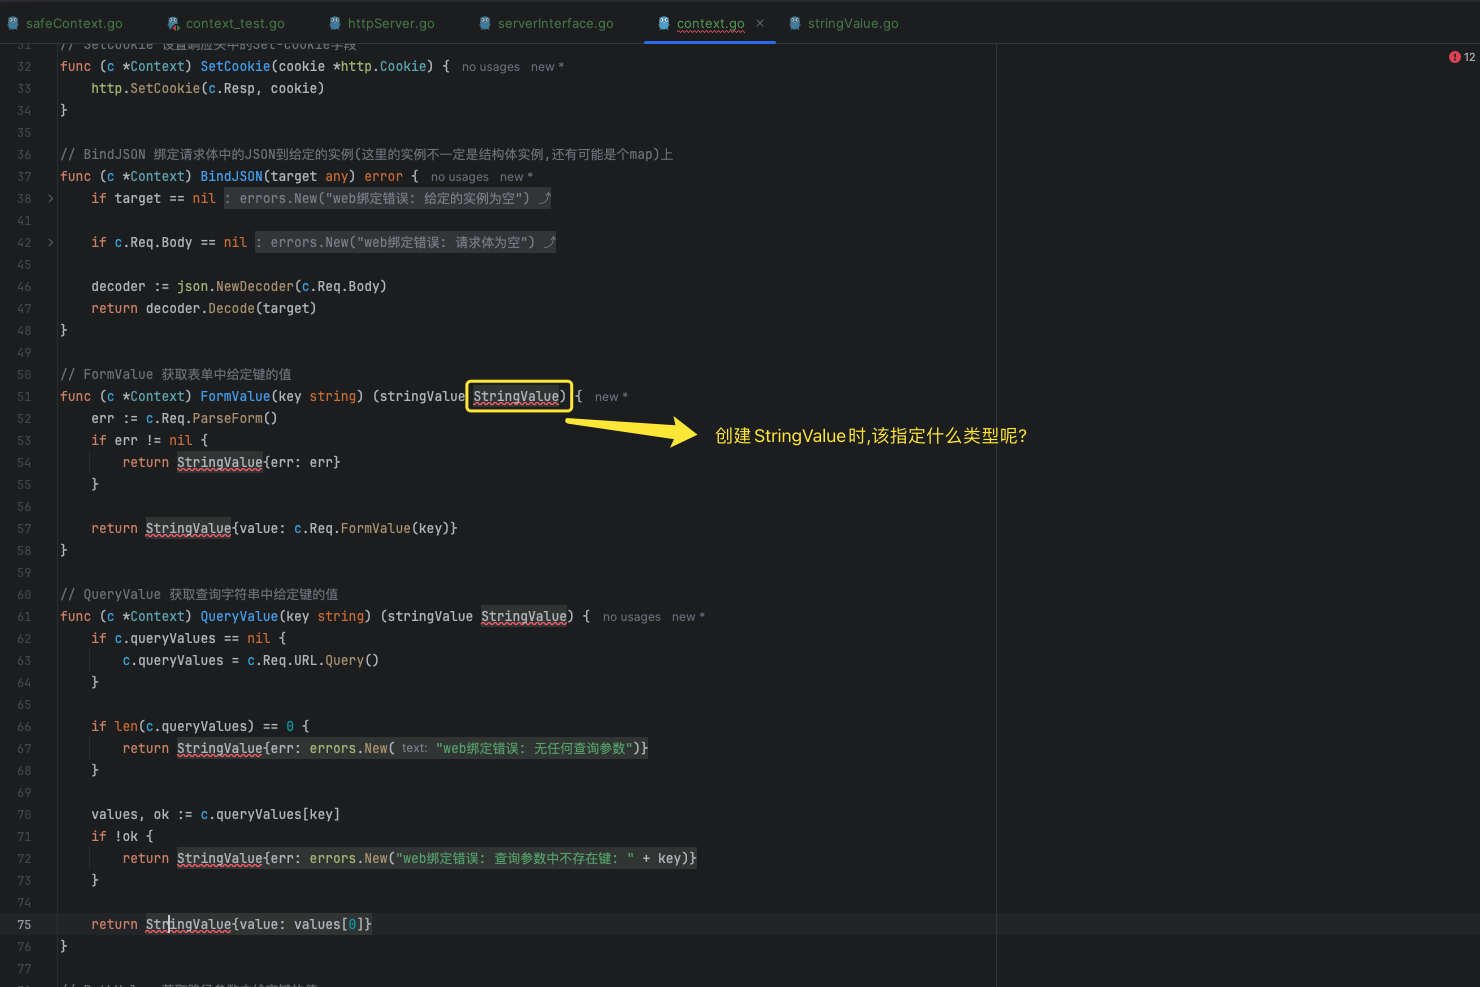 safeContext.go context_test.go httpServer.go serverInterface.go context.go × stringValue.go
31 // SetCookie 设置响应头中的Set-Cookie字段
32 func (c *Context) SetCookie(cookie *http.Cookie) { no usages new *
12
33 http.SetCookie(c.Resp, cookie)
34 }
35
36 // BindJSON 绑定请求体中的JSON到给定的实例(这里的实例不一定是结构体实例,还有可能是个map)上
37 func (c *Context) BindJSON(target any) error { no usages new *
38 if target == nil : errors.New("web绑定错误: 给定的实例为空")
41
42 if c.Req.Body == nil : errors.New("web绑定错误: 请求体为空")
45
46 decoder := json.NewDecoder(c.Req.Body)
47 return decoder.Decode(target)
48 }
49
50 // FormValue 获取表单中给定键的值
51 func (c *Context) FormValue(key string) (stringValue StringValue) { new *
52 err := c.Req.ParseForm()
创建StringValue时,该指定什么类型呢?
53 if err != nil {
54 return StringValue{err: err}
55 }
56
57 return StringValue{value: c.Req.FormValue(key)}
58 }
59
60 // QueryValue 获取查询字符串中给定键的值
61 func (c *Context) QueryValue(key string) (stringValue StringValue) { no usages new *
62 if c.queryValues == nil {
63 c.queryValues = c.Req.URL.Query()
64 }
65
66 if len(c.queryValues) == 0 {
67 return StringValue{err: errors.New( text: "web绑定错误: 无任何查询参数")}
68 }
69
70 values, ok := c.queryValues[key]
71 if !ok {
72 return StringValue{err: errors.New("web绑定错误: 查询参数中不存在键: " + key)}
73 }
74
75 return StringValue{value: values[0]}
76 }
77